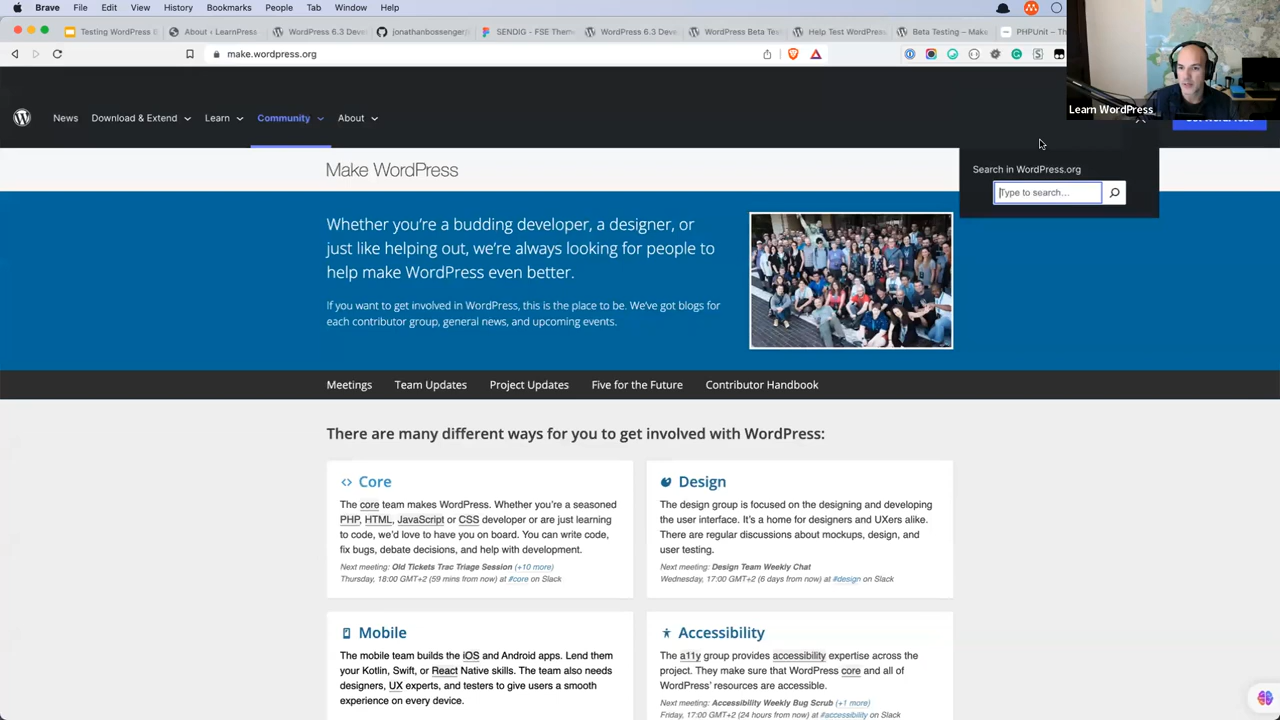 Brave File Edit View History Bookmarks People Tab Window Help
Testing WordPress b
About ‹ LearnPress
WordPress 6.3 Deve
jonathanbossenger/
SENDIG - FSE Them
WordPress 6.3 Deve
WordPress Beta Test
Help Test WordPress
Beta Testing – Make
PHPUnit – Th
make.wordpress.org
Learn WordPress
News Download & Extend Learn Community About
Search in WordPress.org
Type to search...
Make WordPress
Whether you're a budding developer, a designer, or
just like helping out, we're always looking for people to
help make WordPress even better.
If you want to get involved in WordPress, this is the place to be. We've got blogs for
each contributor group, general news, and upcoming events.
Meetings Team Updates Project Updates Five for the Future Contributor Handbook
There are many different ways for you to get involved with WordPress:
Core
The core team makes WordPress. Whether you're a seasoned
PHP, HTML, JavaScript or CSS developer or are just learning
to code, we'd love to have you on board. You can write code,
fix bugs, debate decisions, and help with development.
Next meeting: Old Tickets Trac Triage Session (+10 more)
Thursday, 18:00 GMT+2 (59 mins from now) at #core on Slack
Design
The design group is focused on the designing and developing
the user interface. It's a home for designers and UXers alike.
There are regular discussions about mockups, design, and
user testing.
Next meeting: Design Team Weekly Chat
Wednesday, 17:00 GMT+2 (6 days from now) at #design on Slack
Mobile
The mobile team builds the iOS and Android apps. Lend them
your Kotlin, Swift, or React Native skills. The team also needs
designers, UX experts, and testers to give users a smooth
experience on every device.
Accessibility
The a11y group provides accessibility expertise across the
project. They make sure that WordPress core and all of
WordPress' resources are accessible.
Next meeting: Accessibility Weekly Bug Scrub (+1 more)
Friday, 17:00 GMT+2 (24 hours from now) at #accessibility on Slack